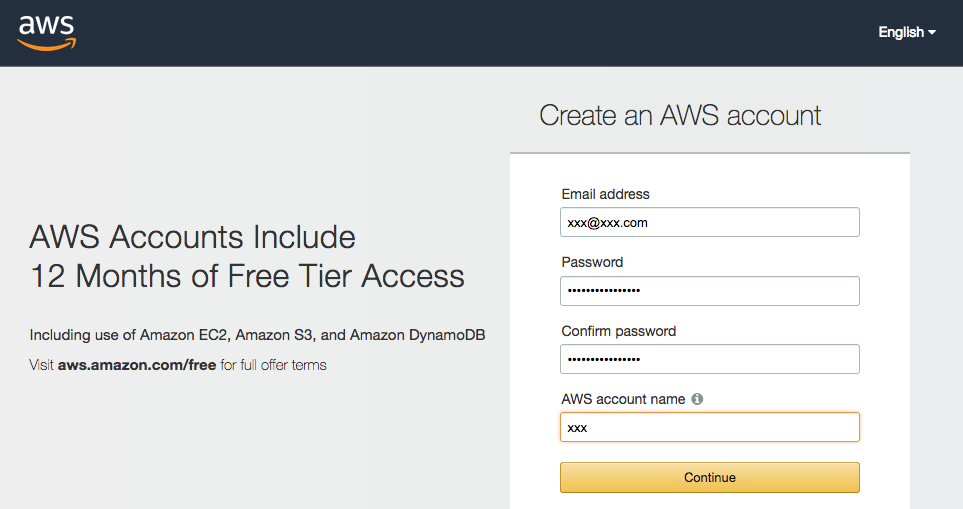 aws
English
Create an AWS account
AWS Accounts Include
12 Months of Free Tier Access
Including use of Amazon EC2, Amazon S3, and Amazon DynamoDB
Visit aws.amazon.com/free for full offer terms
Email address
xxx@xxx.com
Password
••••••••••••••••
Confirm password
••••••••••••••••
AWS account name
xxx
Continue